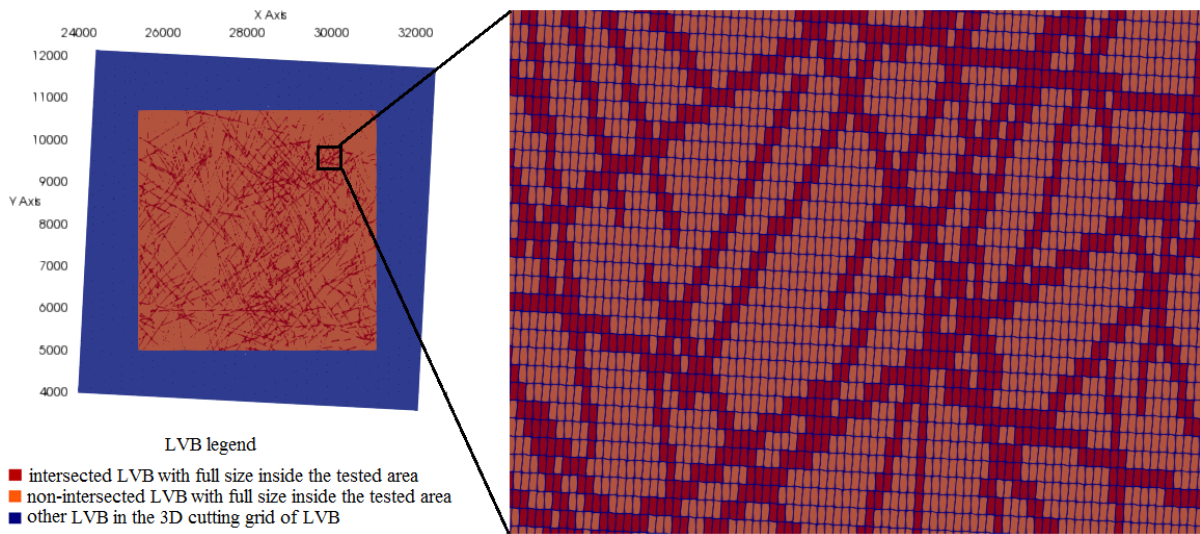 X Axis
24000 26000 28000 30000 32000
12000
11000
10000
9000
Y Axis
8000
7000
6000
5000
4000
LVB legend
intersected LVB with full size inside the tested area
non-intersected LVB with full size inside the tested area
other LVB in the 3D cutting grid of LVB